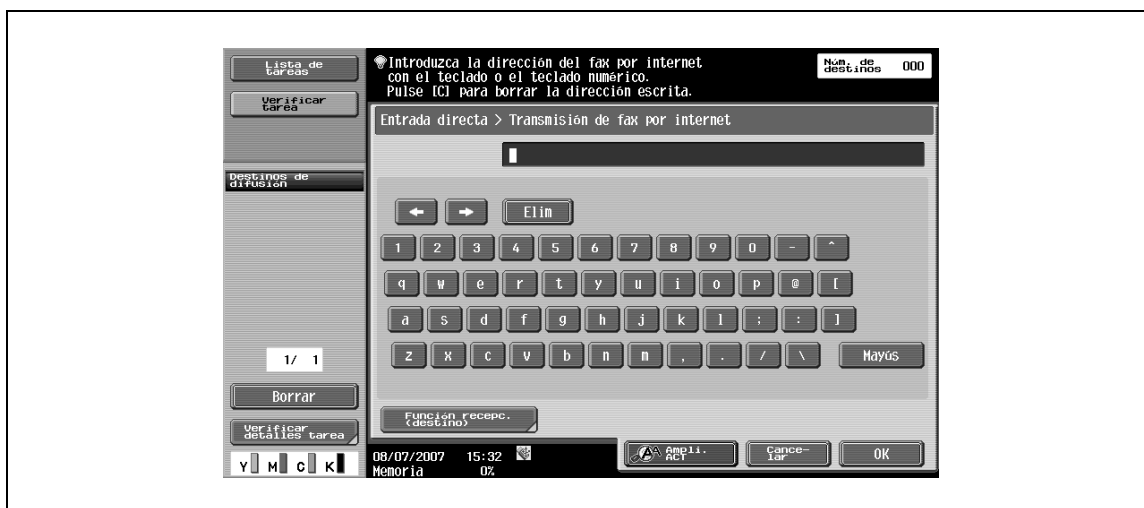 Lista de
tareas
Verificar
tarea
Introduzca la dirección del fax por internet
con el teclado o el teclado numérico.
Pulse [C] para borrar la dirección escrita.
Núm. de
destinos 000
Entrada directa > Transmisión de fax por internet
Destinos de
difusión
Elim
1 2 3 4 5 6 7 8 9 0 - ^
q w e r t y u i o p @ [
a s d f g h j k l ; : ]
z x c v b n m , . / \ Mayús
1/ 1
Borrar
Función recepc.
(destino)
Verificar
detalles tarea
Y M C K
08/07/2007 15:32
Memoria 0%
Ampli.
ACT
Cance-
lar
OK